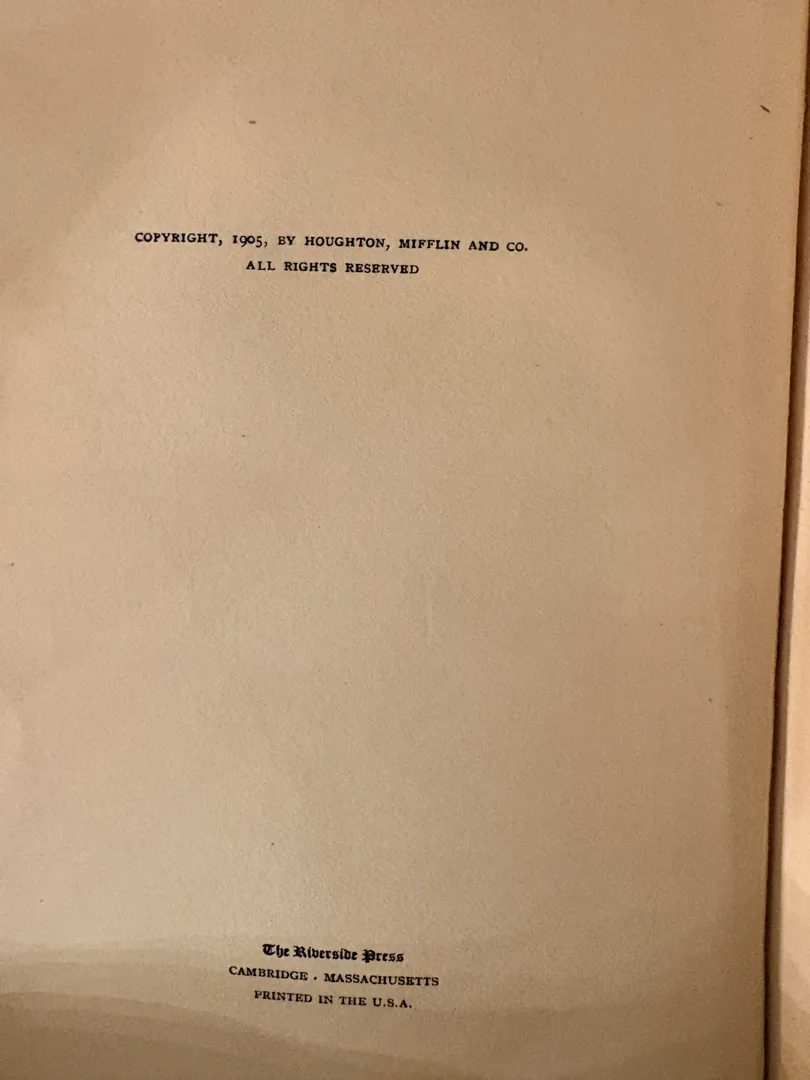 COPYRIGHT, 1905, BY HOUGHTON, MIFFLIN AND CO.
ALL RIGHTS RESERVED
The Riverside Press
CAMBRIDGE . MASSACHUSETTS
PRINTED IN THE U.S.A.